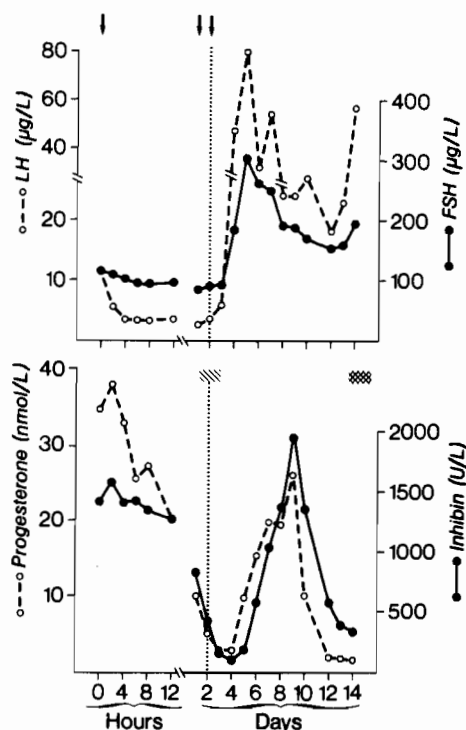 80
60
40
20
10
LH (µg/L)
400
300
200
100
FSH (µg/L)
40
30
20
10
Progesterone (nmol/L)
2000
1500
1000
500
Inhibin (U/L)
0 4 8 12 2 4 6 8 10 12 14
Hours Days